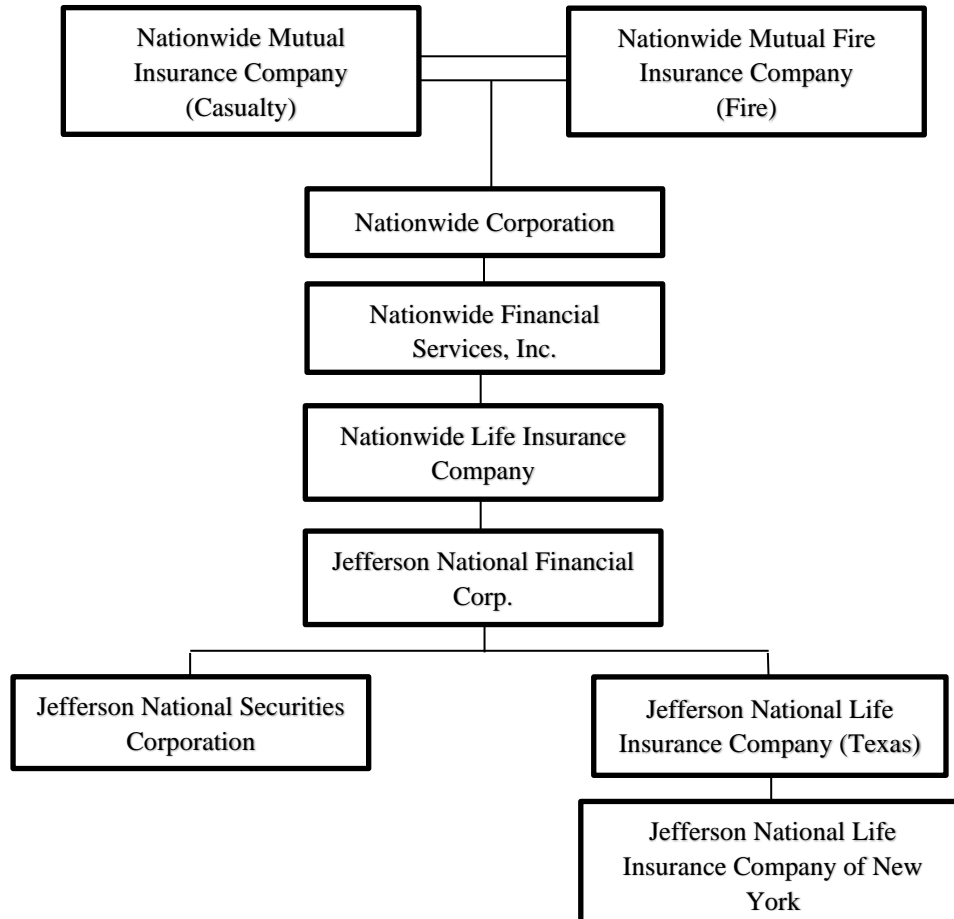 Nationwide Mutual
Insurance Company
(Casualty)
Nationwide Mutual Fire
Insurance Company
(Fire)
Nationwide Corporation
Nationwide Financial
Services, Inc.
Nationwide Life Insurance
Company
Jefferson National Financial
Corp.
Jefferson National Securities
Corporation
Jefferson National Life
Insurance Company (Texas)
Jefferson National Life
Insurance Company of New
York